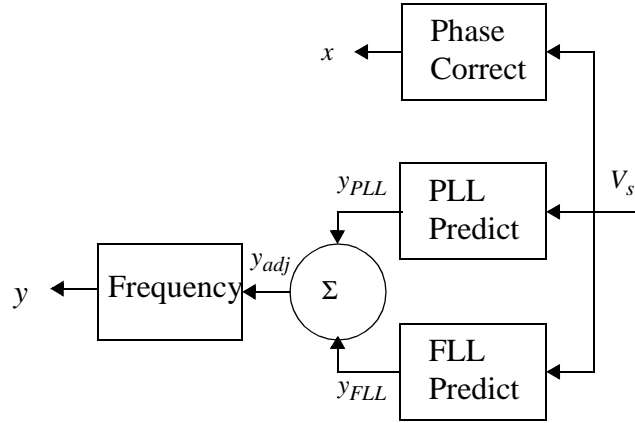 Phase
Correct
x
y_PLL
PLL
Predict
V_s
y_adj
Frequency
y
Σ
FLL
Predict
y_FLL